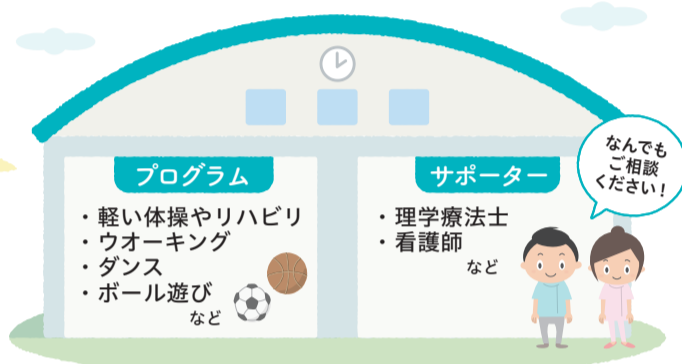 プログラム
・軽い体操やリハビリ
・ウオーキング
・ダンス
・ボール遊び
など
サポーター
・理学療法士
・看護師
など
なんでも
ご相談
ください！